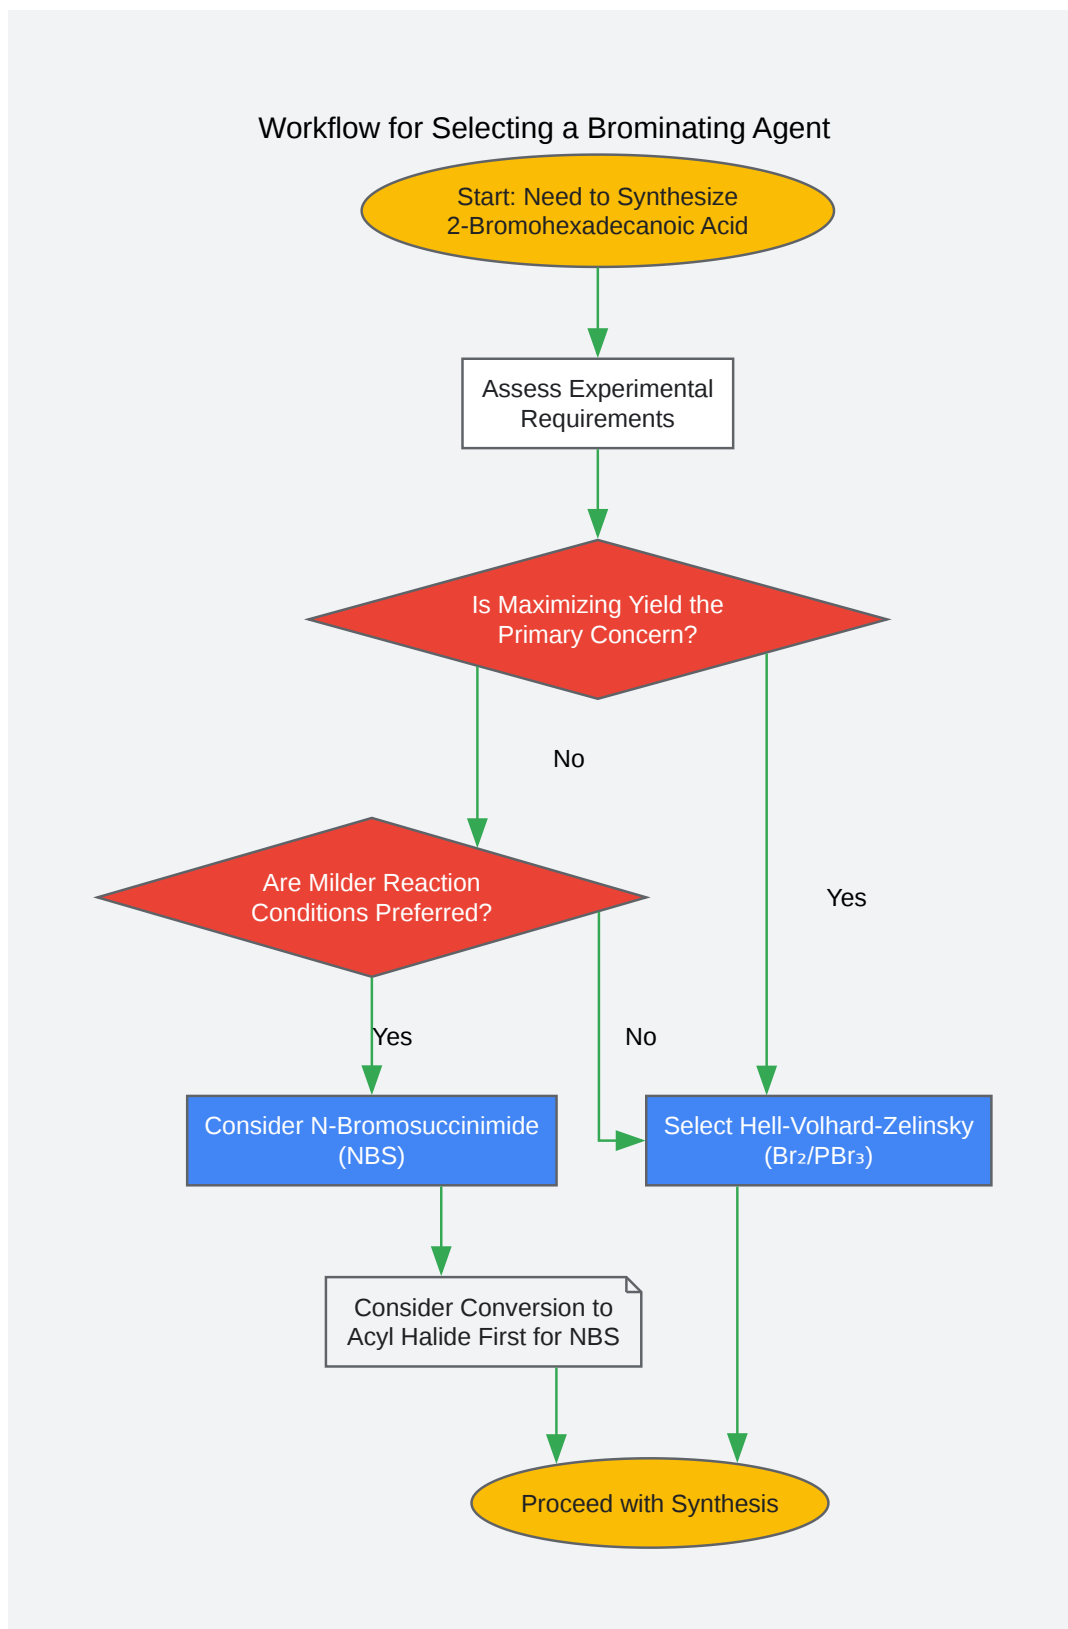 Workflow for Selecting a Brominating Agent
Start: Need to Synthesize
2-Bromohexadecanoic Acid
Assess Experimental
Requirements
Is Maximizing Yield the
Primary Concern?
No
Are Milder Reaction
Conditions Preferred?
Yes
Yes
No
Consider N-Bromosuccinimide
(NBS)
Select Hell-Volhard-Zelinsky
(Br₂/PBr₃)
Consider Conversion to
Acyl Halide First for NBS
Proceed with Synthesis